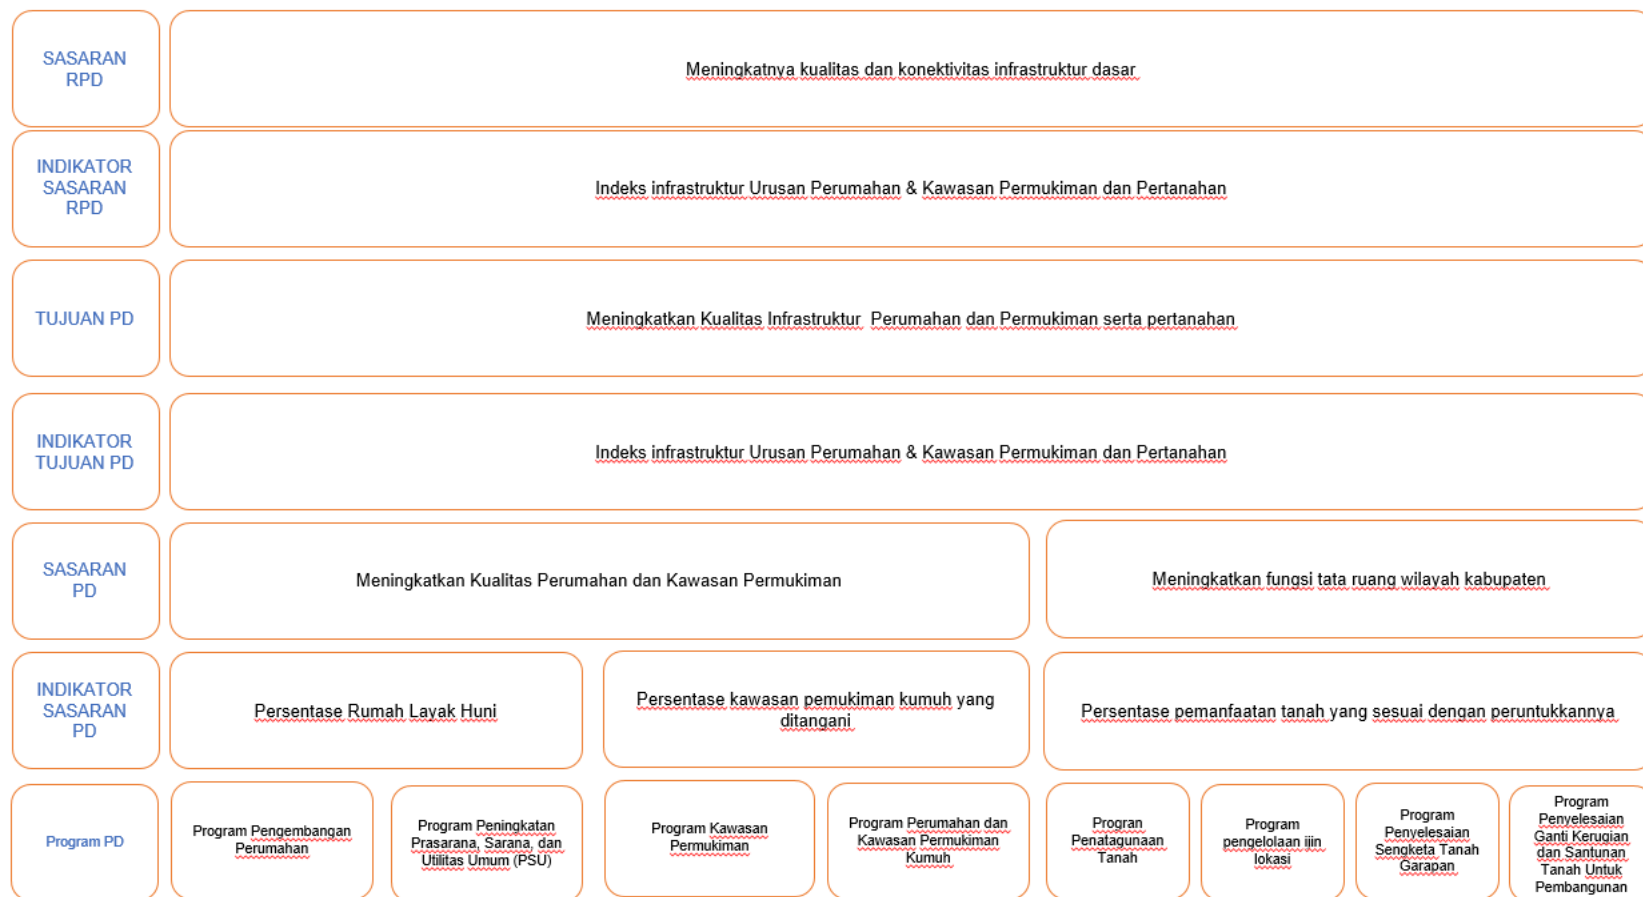 SASARAN
RPD
Meningkatnya kualitas dan konektivitas infrastruktur dasar
INDIKATOR
SASARAN
RPD
Indeks infrastruktur Urusan Perumahan & Kawasan Permukiman dan Pertanahan
TUJUAN PD
Meningkatkan Kualitas Infrastruktur Perumahan dan Permukiman serta pertanahan
INDIKATOR
TUJUAN PD
Indeks infrastruktur Urusan Perumahan & Kawasan Permukiman dan Pertanahan
SASARAN
PD
Meningkatkan Kualitas Perumahan dan Kawasan Permukiman
Meningkatkan fungsi tata ruang wilayah kabupaten
INDIKATOR
SASARAN
PD
Persentase Rumah Layak Huni
Persentase kawasan pemukiman kumuh yang
ditangani
Persentase pemanfaatan tanah yang sesuai dengan peruntukkannya
Program PD
Program Pengembangan
Perumahan
Program Peningkatan
Prasarana, Sarana, dan
Utilitas Umum (PSU)
Program Kawasan
Permukiman
Program Perumahan dan
Kawasan Permukiman
Kumuh
Progran
Penatagunaan
Tanah
Program
pengelolaan ijin
lokasi
Program
Penyelesaian
Sengketa Tanah
Garapan
Program
Penyelesaian
Ganti Kerugian
dan Santunan
Tanah Untuk
Pembangunan